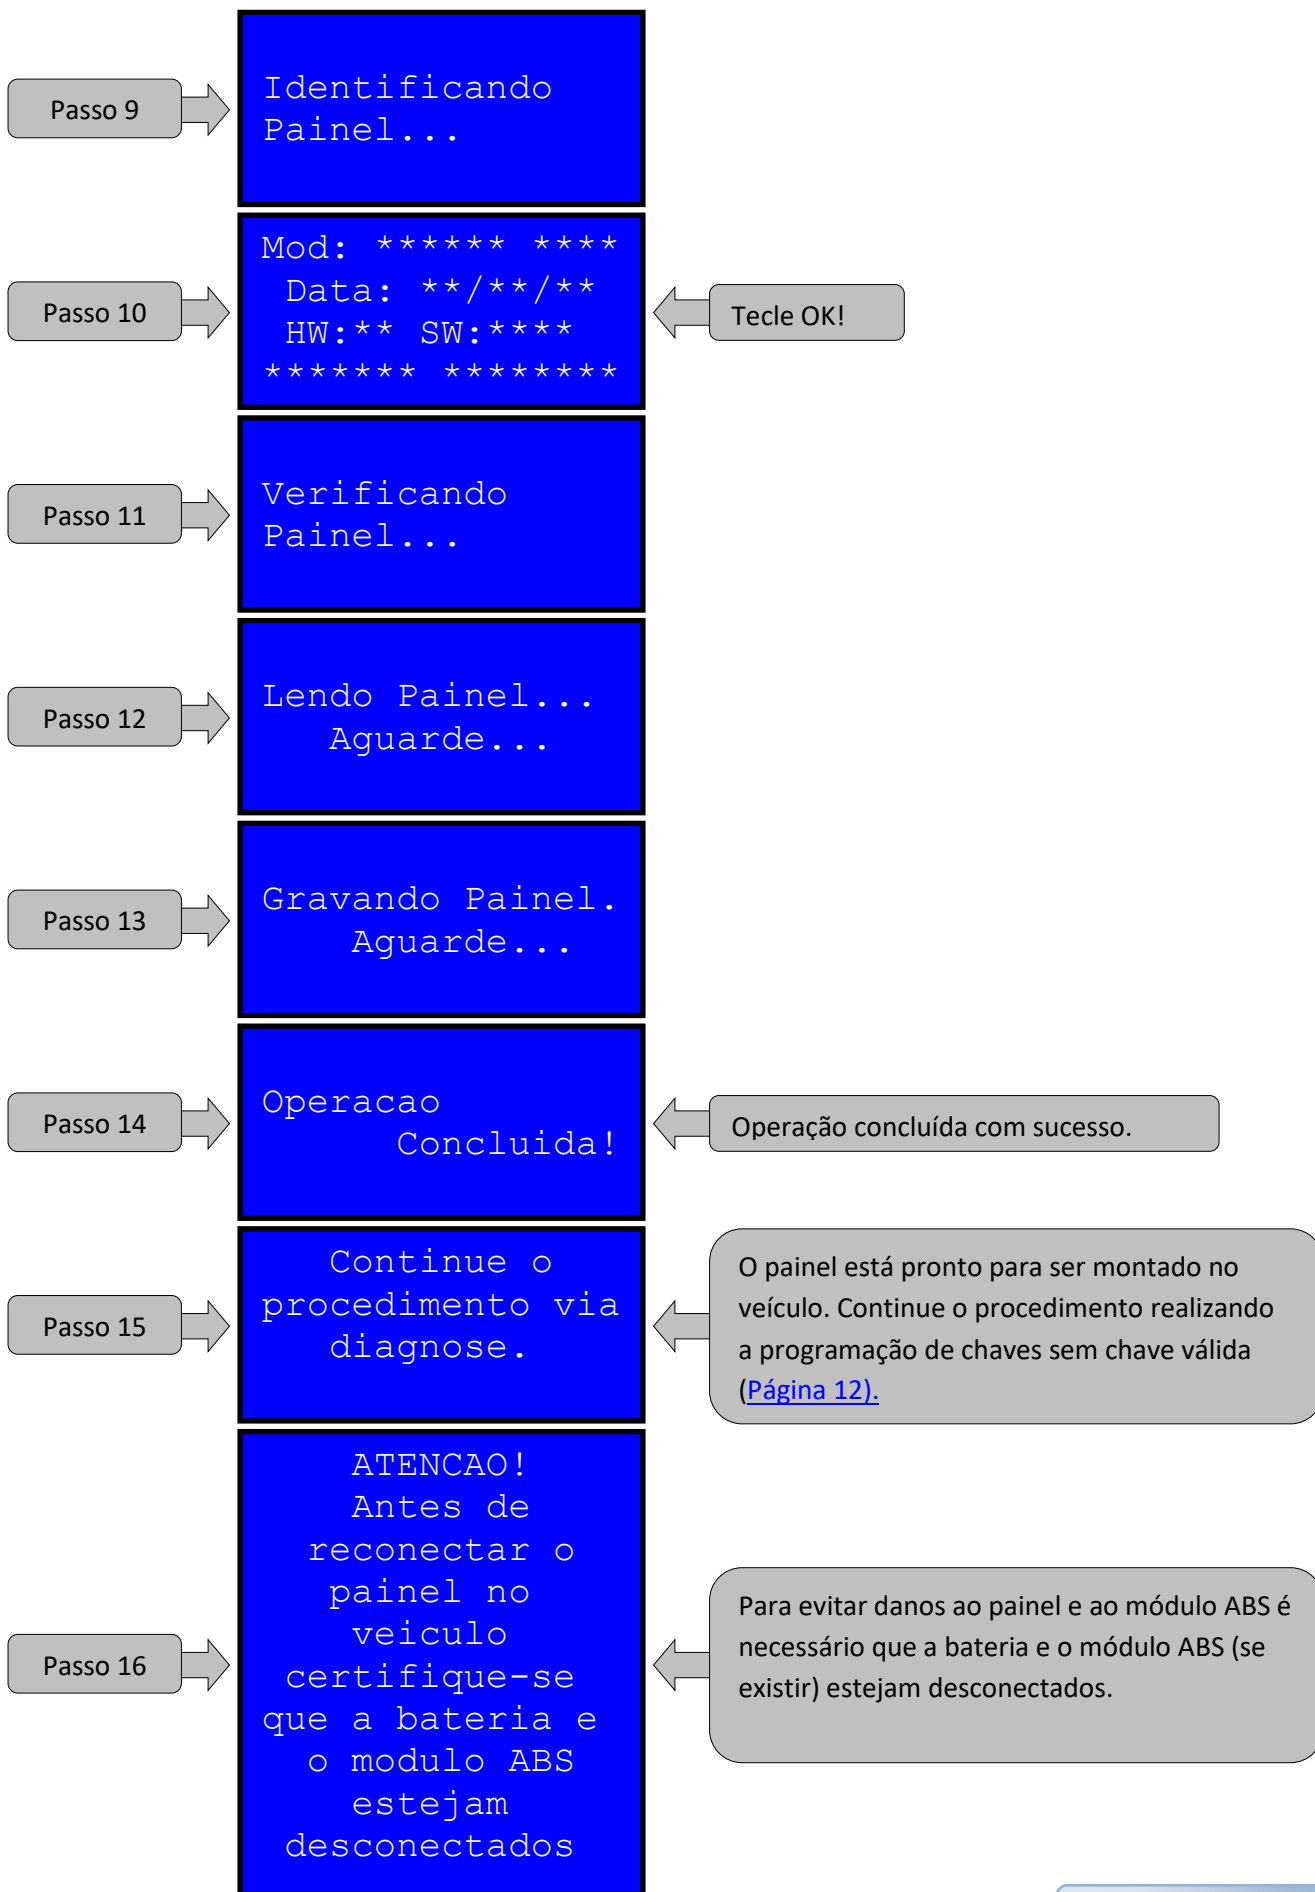 Passo 9
Identificando
Painel...
Passo 10
Mod: ****** ****
Data: **/**/**
HW:** SW:****
******* ********
Tecle OK!
Passo 11
Verificando
Painel...
Passo 12
Lendo Painel...
Aguarde...
Passo 13
Gravando Painel.
Aguarde...
Passo 14
Operacao
Concluida!
Operação concluída com sucesso.
Passo 15
Continue o
procedimento via
diagnose.
O painel está pronto para ser montado no
veículo. Continue o procedimento realizando
a programação de chaves sem chave válida
(Página 12).
Passo 16
ATENCAO!
Antes de
reconectar o
painel no
veiculo
certifique-se
que a bateria e
o modulo ABS
estejam
desconectados
Para evitar danos ao painel e ao módulo ABS é
necessário que a bateria e o módulo ABS (se
existir) estejam desconectados.